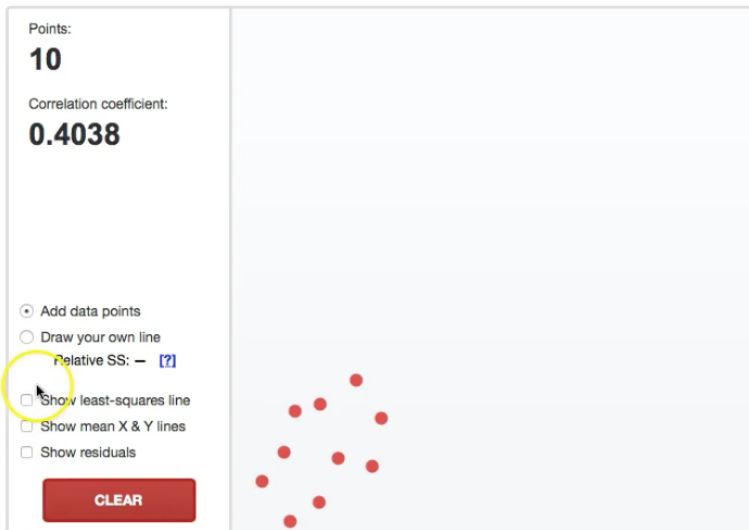 Points:
10
Correlation coefficient:
0.4038
Add data points
Draw your own line
Relative SS: – [?]
Show least-squares line
Show mean X & Y lines
Show residuals
CLEAR